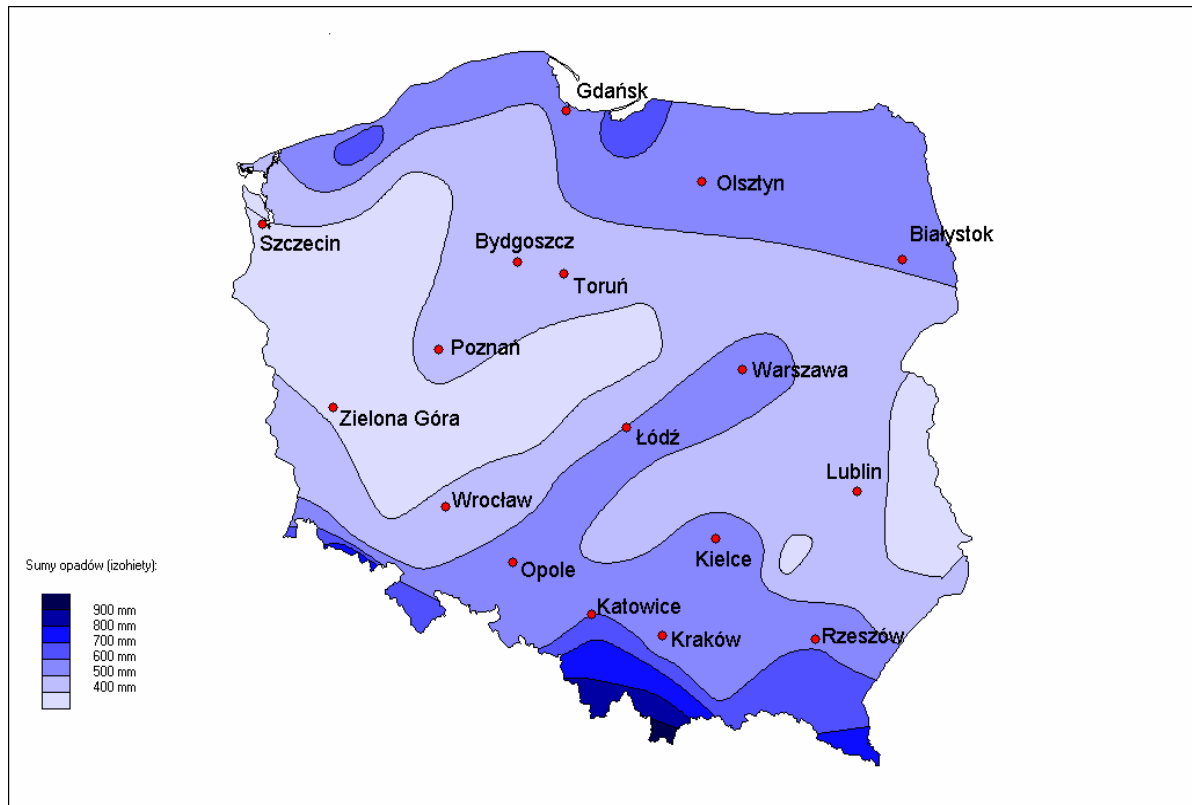 Gdańsk
Olsztyn
Białystok
Szczecin
Bydgoszcz
Toruń
Poznań
Warszawa
Zielona Góra
Łódź
Lublin
Wrocław
Kielce
Opole
Katowice
Kraków
Rzeszów
Sumy opadów (izohiety):
900 mm
800 mm
700 mm
600 mm
500 mm
400 mm